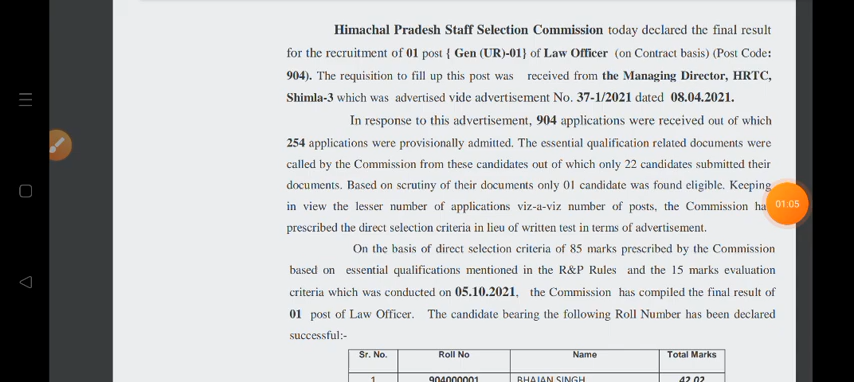 Himachal Pradesh Staff Selection Commission today declared the final result
for the recruitment of 01 post { Gen (UR)-01} of Law Officer (on Contract basis) (Post Code:
904). The requisition to fill up this post was received from the Managing Director, HRTC,
Shimla-3 which was advertised vide advertisement No. 37-1/2021 dated 08.04.2021.
In response to this advertisement, 904 applications were received out of which
254 applications were provisionally admitted. The essential qualification related documents were
called by the Commission from these candidates out of which only 22 candidates submitted their
documents. Based on scrutiny of their documents only 01 candidate was found eligible. Keeping
in view the lesser number of applications viz-a-viz number of posts, the Commission ha
01:05
prescribed the direct selection criteria in lieu of written test in terms of advertisement.
On the basis of direct selection criteria of 85 marks prescribed by the Commission
based on essential qualifications mentioned in the R&P Rules and the 15 marks evaluation
criteria which was conducted on 05.10.2021, the Commission has compiled the final result of
01 post of Law Officer. The candidate bearing the following Roll Number has been declared
successful:-
Sr. No. Roll No Name Total Marks
1 904000001 BHAJAN SINGH 42.02